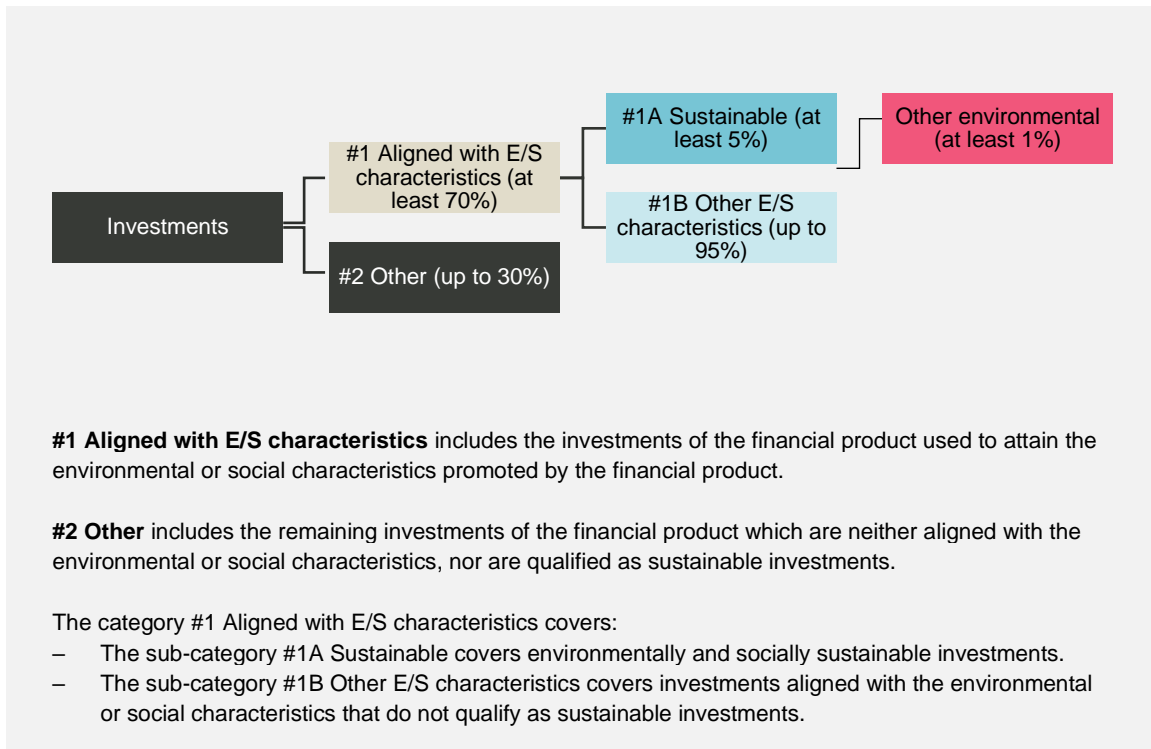 Investments
#1 Aligned with E/S
characteristics (at
least 70%)
#2 Other (up to 30%)
#1A Sustainable (at
least 5%)
#1B Other E/S
characteristics (up to
95%)
Other environmental
(at least 1%)
#1 Aligned with E/S characteristics includes the investments of the financial product used to attain the
environmental or social characteristics promoted by the financial product.
#2 Other includes the remaining investments of the financial product which are neither aligned with the
environmental or social characteristics, nor are qualified as sustainable investments.
The category #1 Aligned with E/S characteristics covers:
– The sub-category #1A Sustainable covers environmentally and socially sustainable investments.
– The sub-category #1B Other E/S characteristics covers investments aligned with the environmental
or social characteristics that do not qualify as sustainable investments.